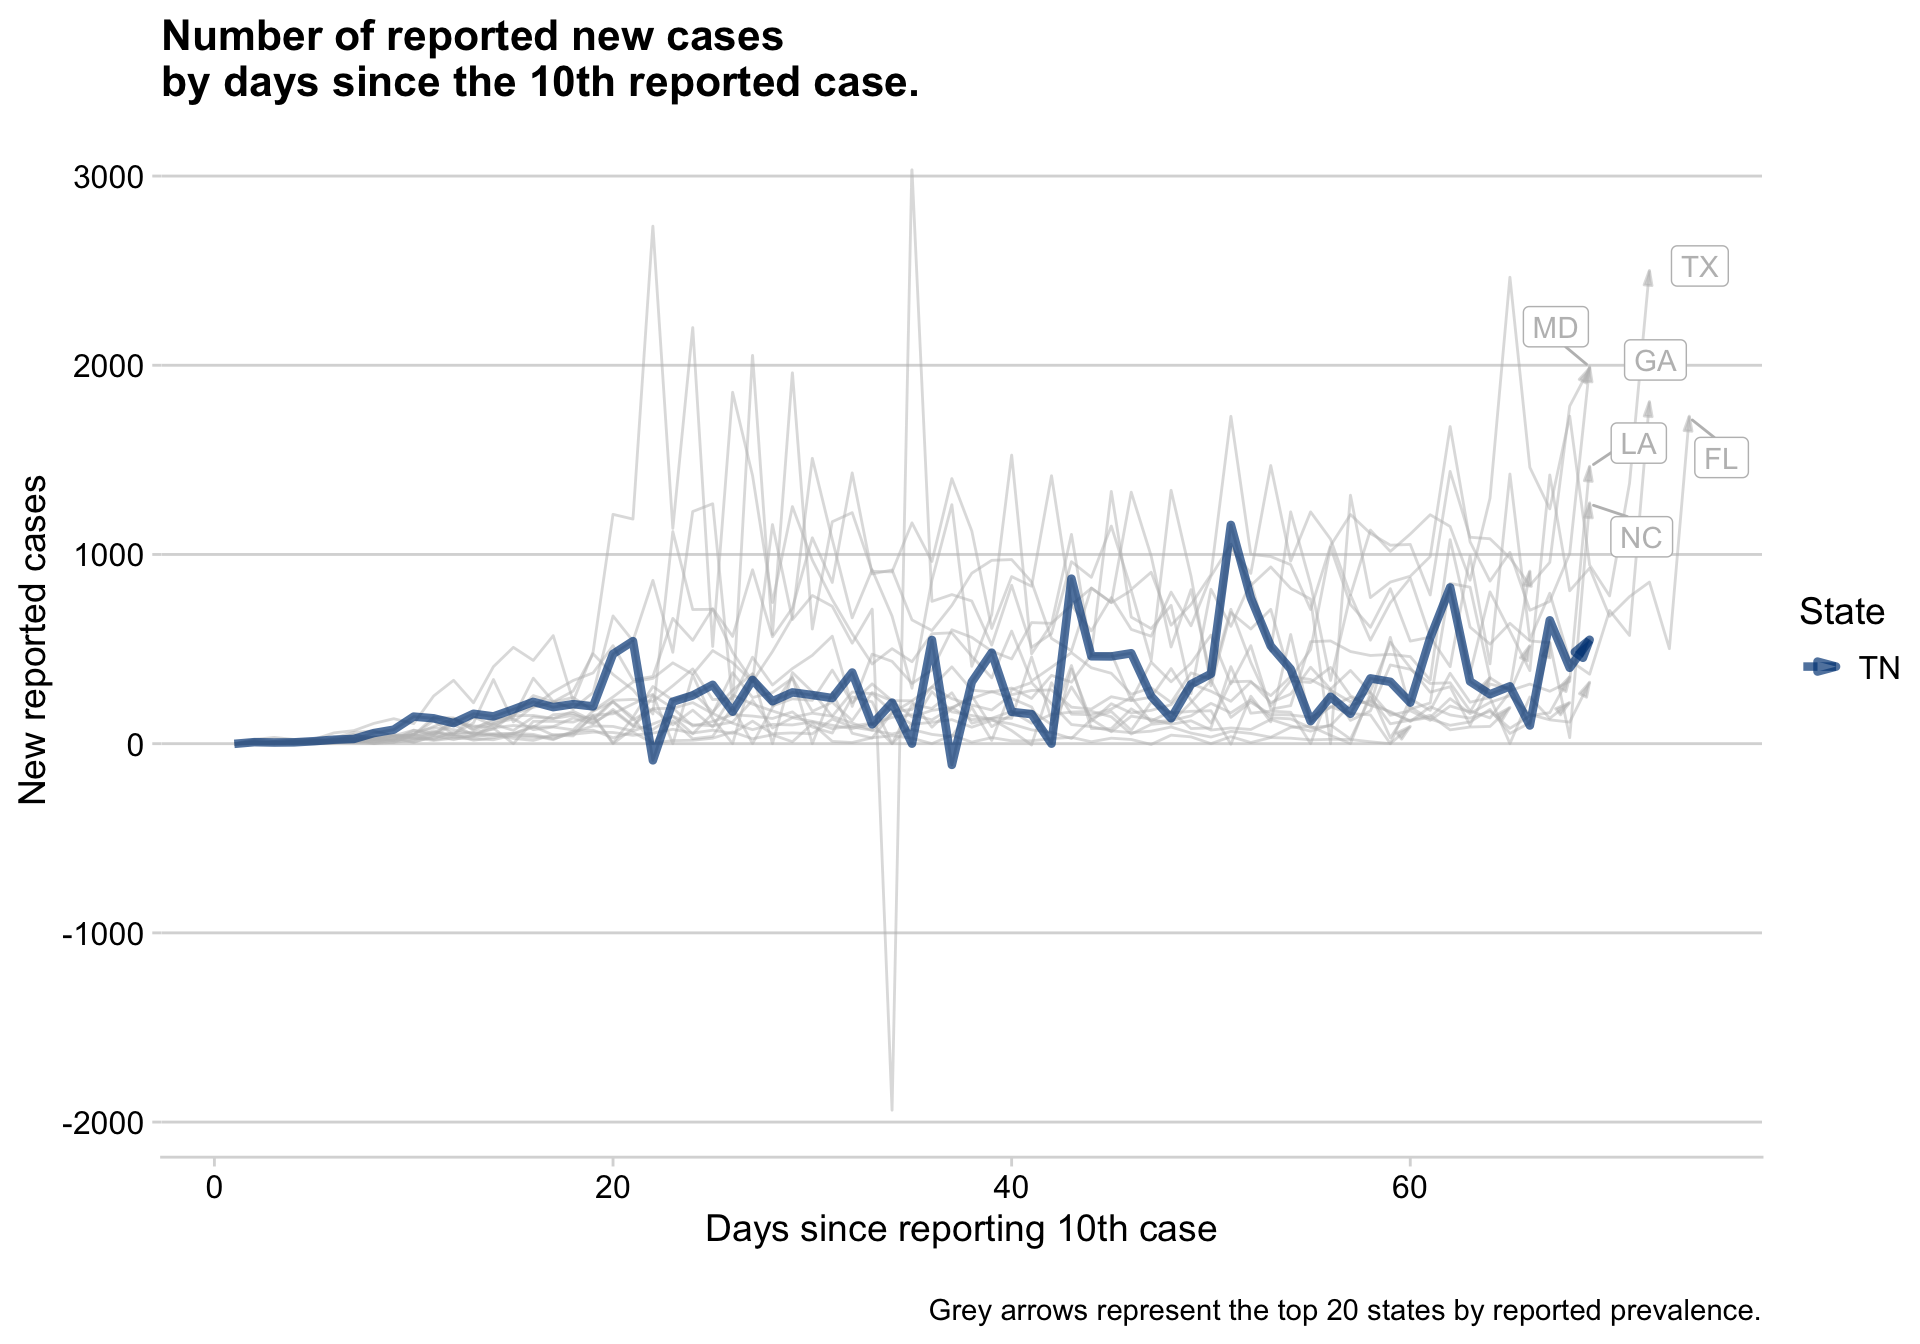 Number of reported new cases
by days since the 10th reported case.
3000
2000
1000
0
-1000
-2000
New reported cases
TX
MD
GA
LA
FL
NC
State
TN
0
20
40
60
Days since reporting 10th case
Grey arrows represent the top 20 states by reported prevalence.